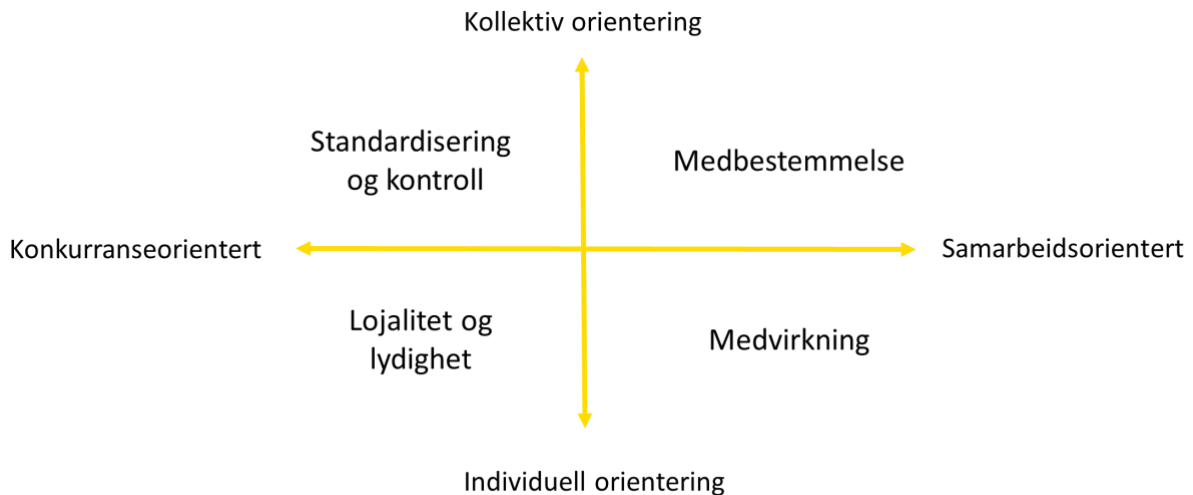 Kollektiv orientering
Standardisering
og kontroll
Medbestemmelse
Konkurranseorientert
Samarbeidsorientert
Lojalitet og
lydighet
Medvirkning
Individuell orientering